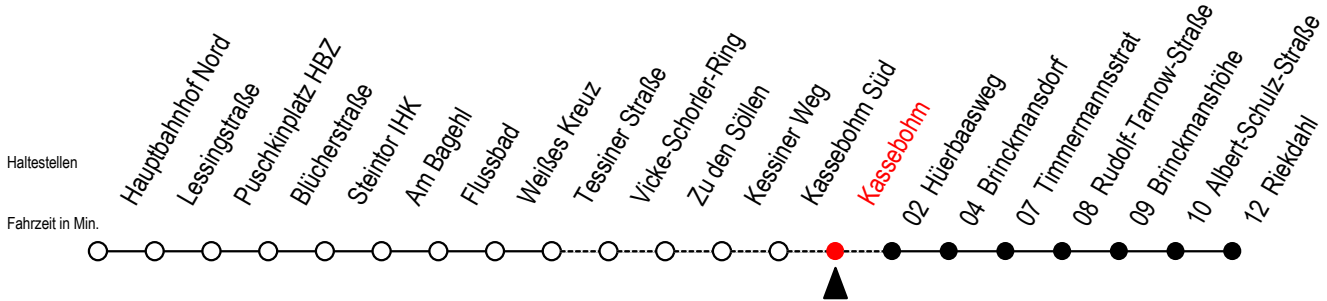 Haltestellen
Fahrzeit in Min.
Hauptbahnhof Nord
Lessingstraße
Puschkinplatz HBZ
Blücherstraße
Steintor IHK
Am Bagehl
Flussbad
Weißes Kreuz
Tessiner Straße
Vicke-Schorler-Ring
Zu den Söllen
Kessiner Weg
Kassebohm Süd
Kassebohm
02 Hüerbaasweg
04 Brinckmansdorf
07 Timmermannsstrat
08 Rudolf-Tarnow-Straße
09 Brinckmanshöhe
10 Albert-Schulz-Straße
12 Riekdahl